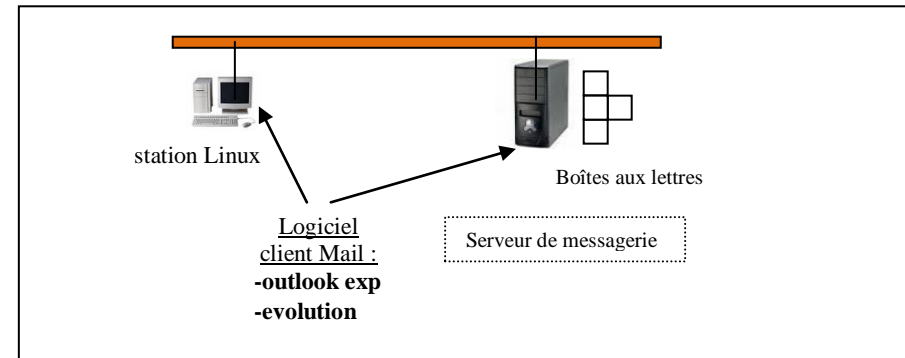 station Linux
Boîtes aux lettres
Logiciel
client Mail :
-outlook exp
-evolution
Serveur de messagerie